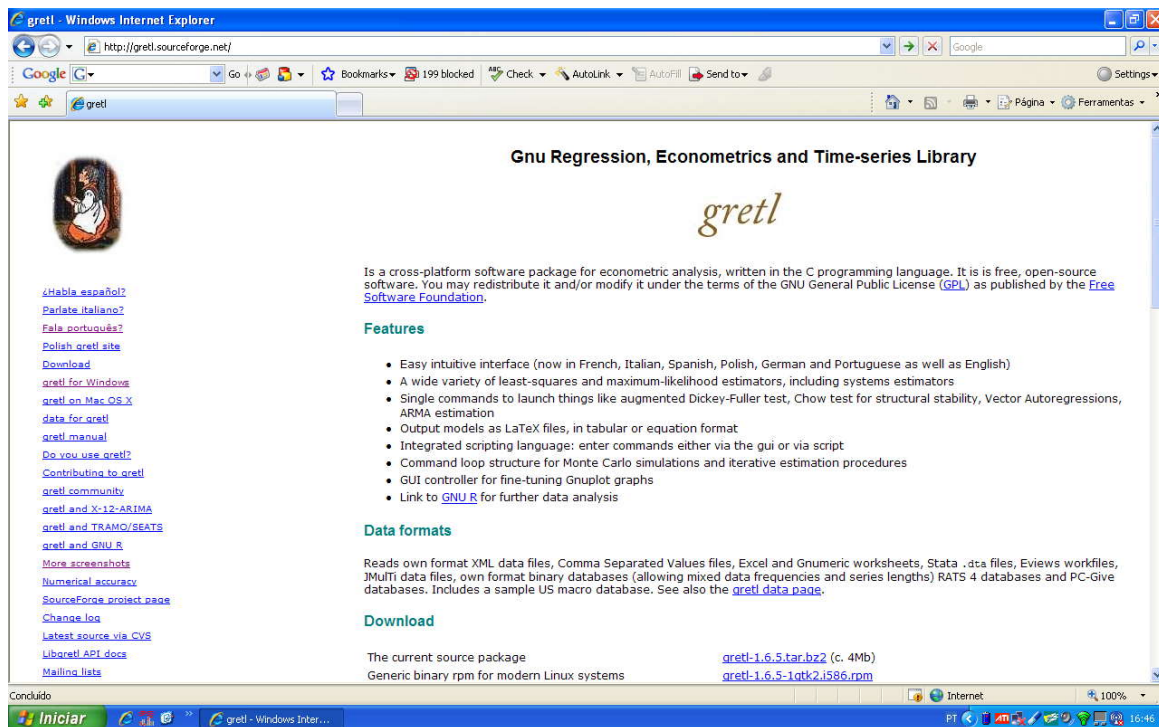 gretl - Windows Internet Explorer
http://gretl.sourceforge.net/
Google
Google G
Go
Bookmarks
199 blocked
ABC Check
AutoLink
AutoFill
Send to
Settings
gretl
Página
Ferramentas
Gnu Regression, Econometrics and Time-series Library
gretl
Is a cross-platform software package for econometric analysis, written in the C programming language. It is is free, open-source
software. You may redistribute it and/or modify it under the terms of the GNU General Public License (GPL) as published by the Free
Software Foundation.
¿Habla español?
Parlate italiano?
Fala português?
Polish gretl site
Download
gretl for Windows
gretl on Mac OS X
data for gretl
gretl manual
Do you use gretl?
Contributing to gretl
gretl community
gretl and X-12-ARIMA
gretl and TRAMO/SEATS
gretl and GNU R
More screenshots
Numerical accuracy
SourceForge project page
Change log
Latest source via CVS
Libgretl API docs
Mailing lists
Features
• Easy intuitive interface (now in French, Italian, Spanish, Polish, German and Portuguese as well as English)
• A wide variety of least-squares and maximum-likelihood estimators, including systems estimators
• Single commands to launch things like augmented Dickey-Fuller test, Chow test for structural stability, Vector Autoregressions,
ARMA estimation
• Output models as LaTeX files, in tabular or equation format
• Integrated scripting language: enter commands either via the gui or via script
• Command loop structure for Monte Carlo simulations and iterative estimation procedures
• GUI controller for fine-tuning Gnuplot graphs
• Link to GNU R for further data analysis
Data formats
Reads own format XML data files, Comma Separated Values files, Excel and Gnumeric worksheets, Stata .dta files, Eviews workfiles,
JMulTi data files, own format binary databases (allowing mixed data frequencies and series lengths) RATS 4 databases and PC-Give
databases. Includes a sample US macro database. See also the gretl data page.
Download
The current source package gretl-1.6.5.tar.bz2 (c. 4Mb)
Generic binary rpm for modern Linux systems gretl-1.6.5-1gtk2.i586.rpm
Concluído
Internet
100%
Iniciar
gretl - Windows Inter...
PT
16:46